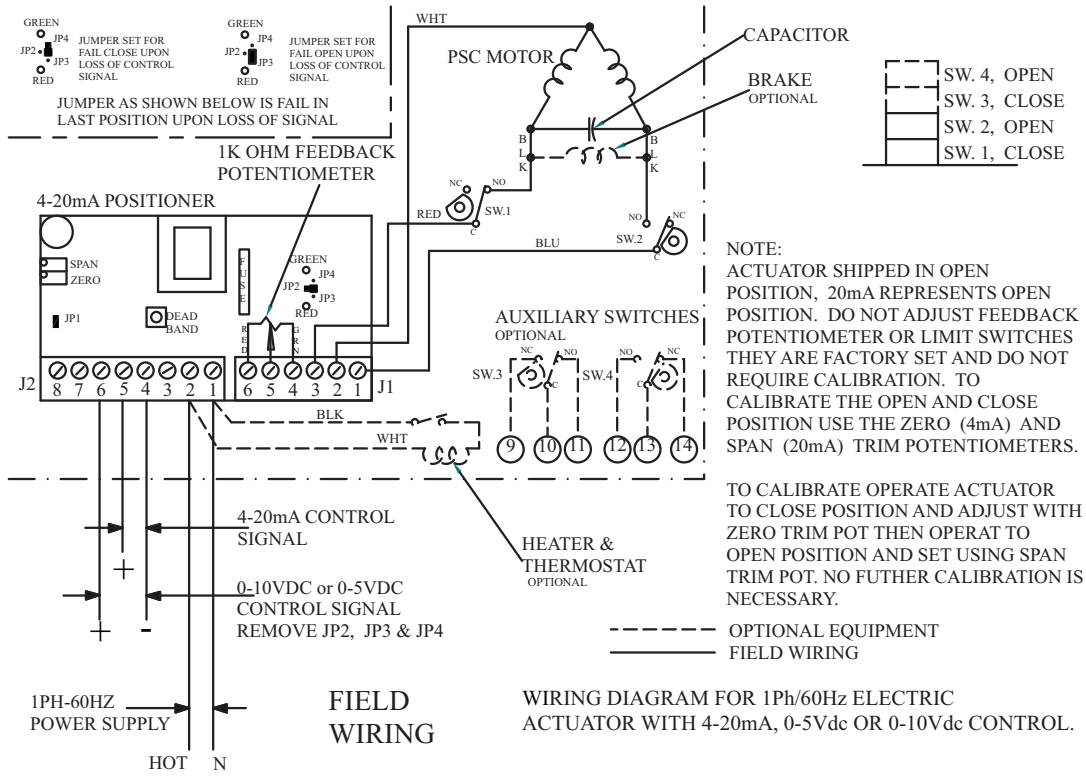 GREEN
JP4
JP2
JP3
RED
JUMPER SET FOR
FAIL CLOSE UPON
LOSS OF CONTROL
SIGNAL
GREEN
JP4
JP2
JP3
RED
JUMPER SET FOR
FAIL OPEN UPON
LOSS OF CONTROL
SIGNAL
JUMPER AS SHOWN BELOW IS FAIL IN
LAST POSITION UPON LOSS OF SIGNAL
WHT
PSC MOTOR
CAPACITOR
BRAKE
OPTIONAL
BLK
BLK
SW. 4, OPEN
SW. 3, CLOSE
SW. 2, OPEN
SW. 1, CLOSE
1K OHM FEEDBACK
POTENTIOMETER
4-20mA POSITIONER
NC
NO
RED
C
SW.1
NO
NC
SW.2
C
BLU
SPAN
ZERO
JP1
DEAD
BAND
FUSE
GREEN
JP4
JP2
JP3
RED
RED
GRN
J2
8 7 6 5 4 3 2 1
6 5 4 3 2 1
J1
BLK
WHT
AUXILIARY SWITCHES
OPTIONAL
NC
NO
SW.3
C
NO
NC
SW.4
C
9 10 11 12 13 14
NOTE:
ACTUATOR SHIPPED IN OPEN
POSITION, 20mA REPRESENTS OPEN
POSITION. DO NOT ADJUST FEEDBACK
POTENTIOMETER OR LIMIT SWITCHES
THEY ARE FACTORY SET AND DO NOT
REQUIRE CALIBRATION. TO
CALIBRATE THE OPEN AND CLOSE
POSITION USE THE ZERO (4mA) AND
SPAN (20mA) TRIM POTENTIOMETERS.
TO CALIBRATE OPERATE ACTUATOR
TO CLOSE POSITION AND ADJUST WITH
ZERO TRIM POT THEN OPERAT TO
OPEN POSITION AND SET USING SPAN
TRIM POT. NO FUTHER CALIBRATION IS
NECESSARY.
4-20mA CONTROL
SIGNAL
+
HEATER &
THERMOSTAT
OPTIONAL
0-10VDC or 0-5VDC
CONTROL SIGNAL
REMOVE JP2, JP3 & JP4
+ -
OPTIONAL EQUIPMENT
FIELD WIRING
1PH-60HZ
POWER SUPPLY
HOT N
FIELD
WIRING
WIRING DIAGRAM FOR 1Ph/60Hz ELECTRIC
ACTUATOR WITH 4-20mA, 0-5Vdc OR 0-10Vdc CONTROL.